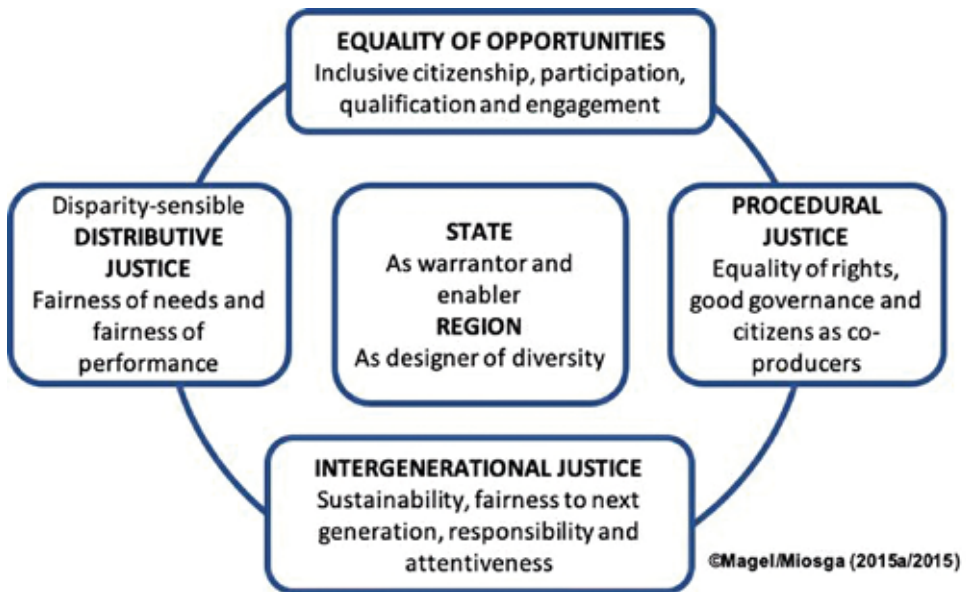 EQUALITY OF OPPORTUNITIES
Inclusive citizenship, participation,
qualification and engagement
Disparity-sensible
DISTRIBUTIVE
JUSTICE
Fairness of needs and
fairness of
performance
STATE
As warrantor and
enabler
REGION
As designer of diversity
PROCEDURAL
JUSTICE
Equality of rights,
good governance and
citizens as co-
producers
INTERGENERATIONAL JUSTICE
Sustainability, fairness to next
generation, responsibility and
attentiveness
©Magel/Miosga (2015a/2015)